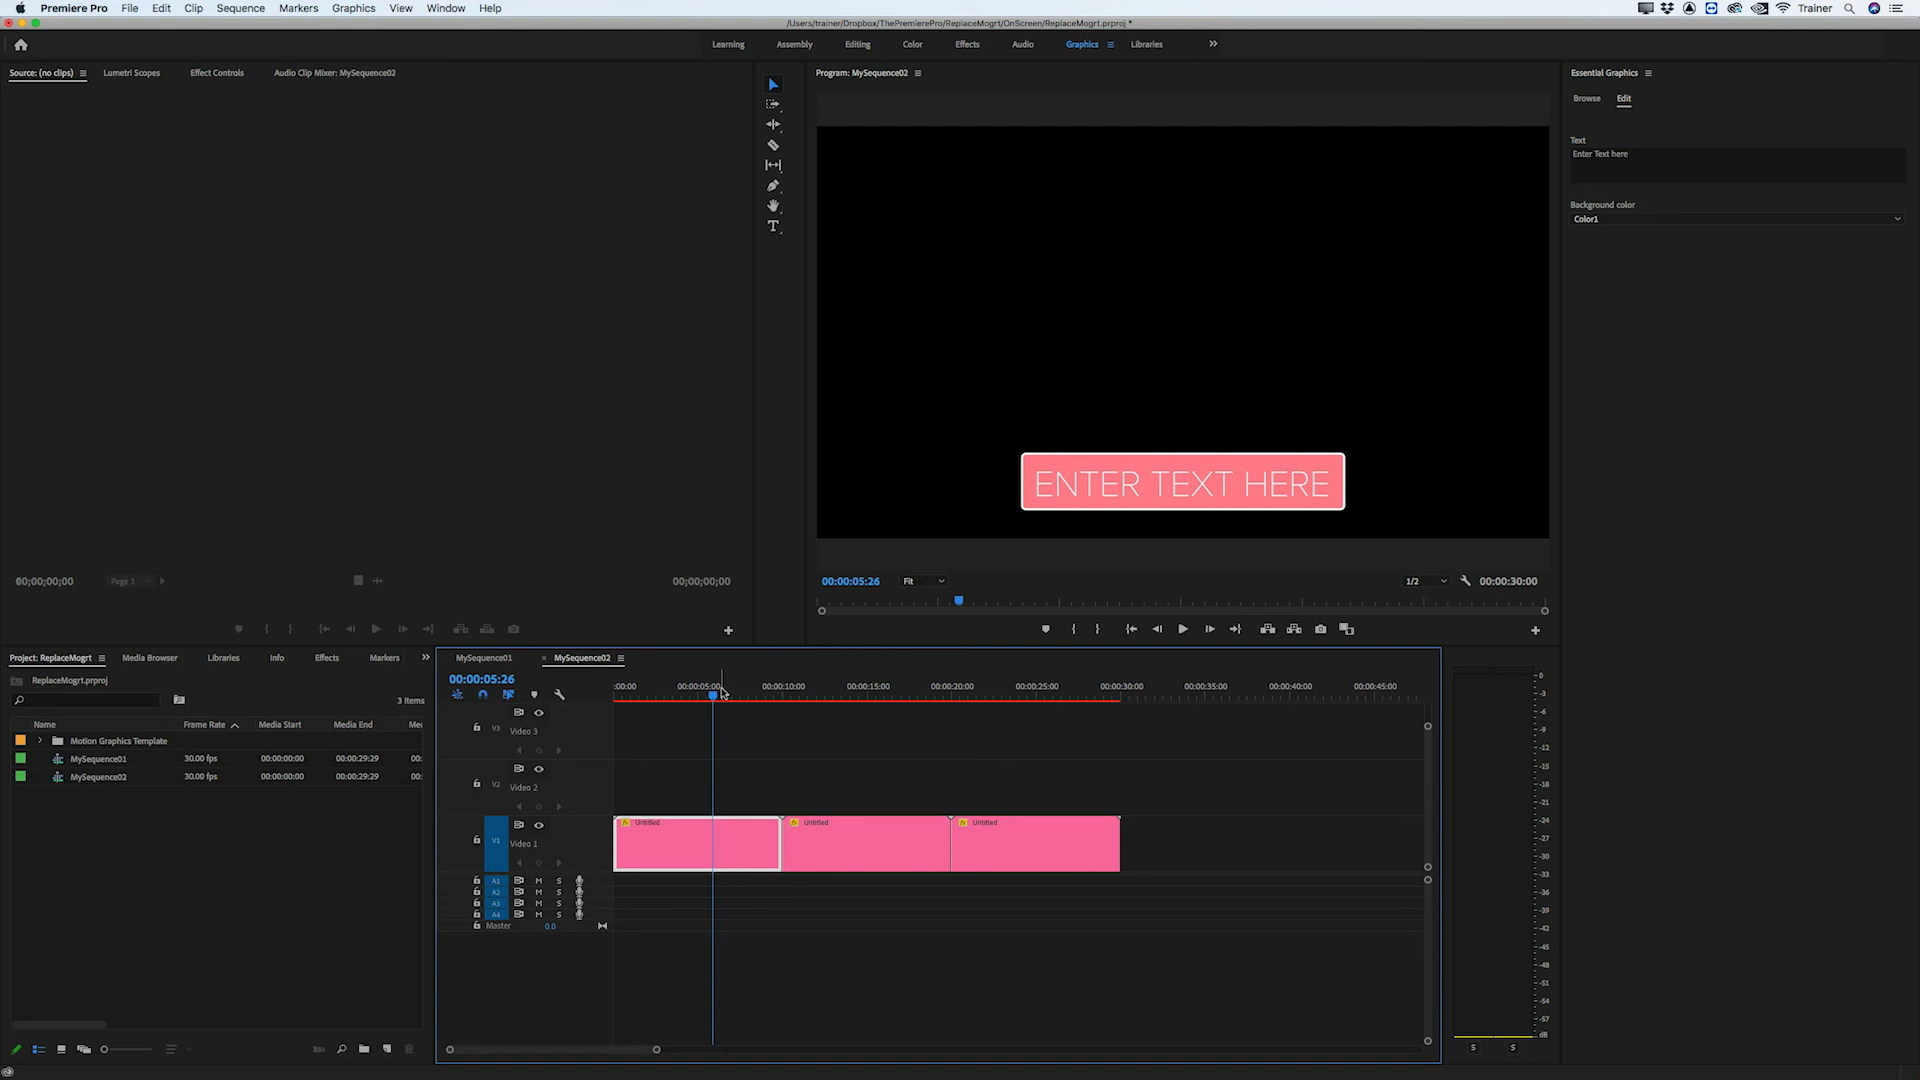 Premiere Pro File Edit Clip Sequence Markers Graphics View Window Help Trainer
/Users/trainer/Dropbox/ThePremierePro/ReplaceMogrt/OnScreen/ReplaceMogrt.prproj *
Learning Assembly Editing Color Effects Audio Graphics Libraries
Source: (no clips) Lumetri Scopes Effect Controls Audio Clip Mixer: MySequence02
Program: MySequence02
Essential Graphics
Browse Edit
Text
Enter Text here
Background color
Color1
ENTER TEXT HERE
00;00;00;00 Page 1 00;00;00;00
00:00:05:26 Fit 1/2 00:00:30:00
Project: ReplaceMogrt Media Browser Libraries Info Effects Markers
ReplaceMogrt.prproj
3 Items
Name Frame Rate Media Start Media End Me
Motion Graphics Template
MySequence01 30.00 fps 00:00:00:00 00:00:29:29 00:
MySequence02 30.00 fps 00:00:00:00 00:00:29:29 00:
MySequence01 × MySequence02
00:00:05:26
:00:00 00:00:05:00 00:00:10:00 00:00:15:00 00:00:20:00 00:00:25:00 00:00:30:00 00:00:35:00 00:00:40:00 00:00:45:00
V3 Video 3
V2 Video 2
V1 Video 1
Untitled Untitled Untitled
A1 M S
A2 M S
A3 M S
A4 M S
Master 0.0
0
-3
-6
-9
-12
-15
-18
-21
-24
-27
-30
-33
-36
-39
-42
-45
-48
-51
-54
-57
dB
S S